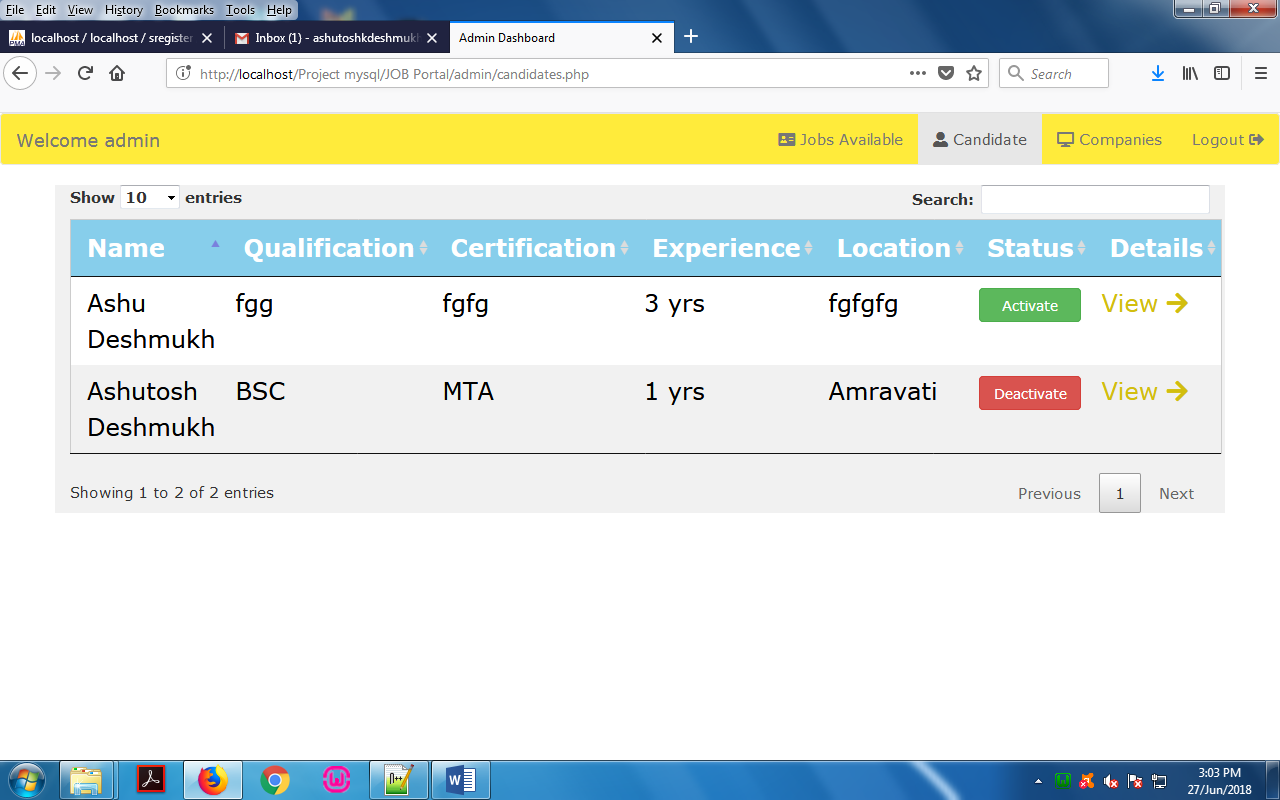 File Edit View History Bookmarks Tools Help
localhost / localhost / sregister
Inbox (1) - ashutoshkdeshmukh
Admin Dashboard
http://localhost/Project mysql/JOB Portal/admin/candidates.php
Search
Welcome admin
Jobs Available
Candidate
Companies
Logout
Show 10 entries
Search:
Name Qualification Certification Experience Location Status Details
Ashu Deshmukh fgg fgfg 3 yrs fgfgfg Activate View
Ashutosh Deshmukh BSC MTA 1 yrs Amravati Deactivate View
Showing 1 to 2 of 2 entries
Previous 1 Next
3:03 PM
27/Jun/2018